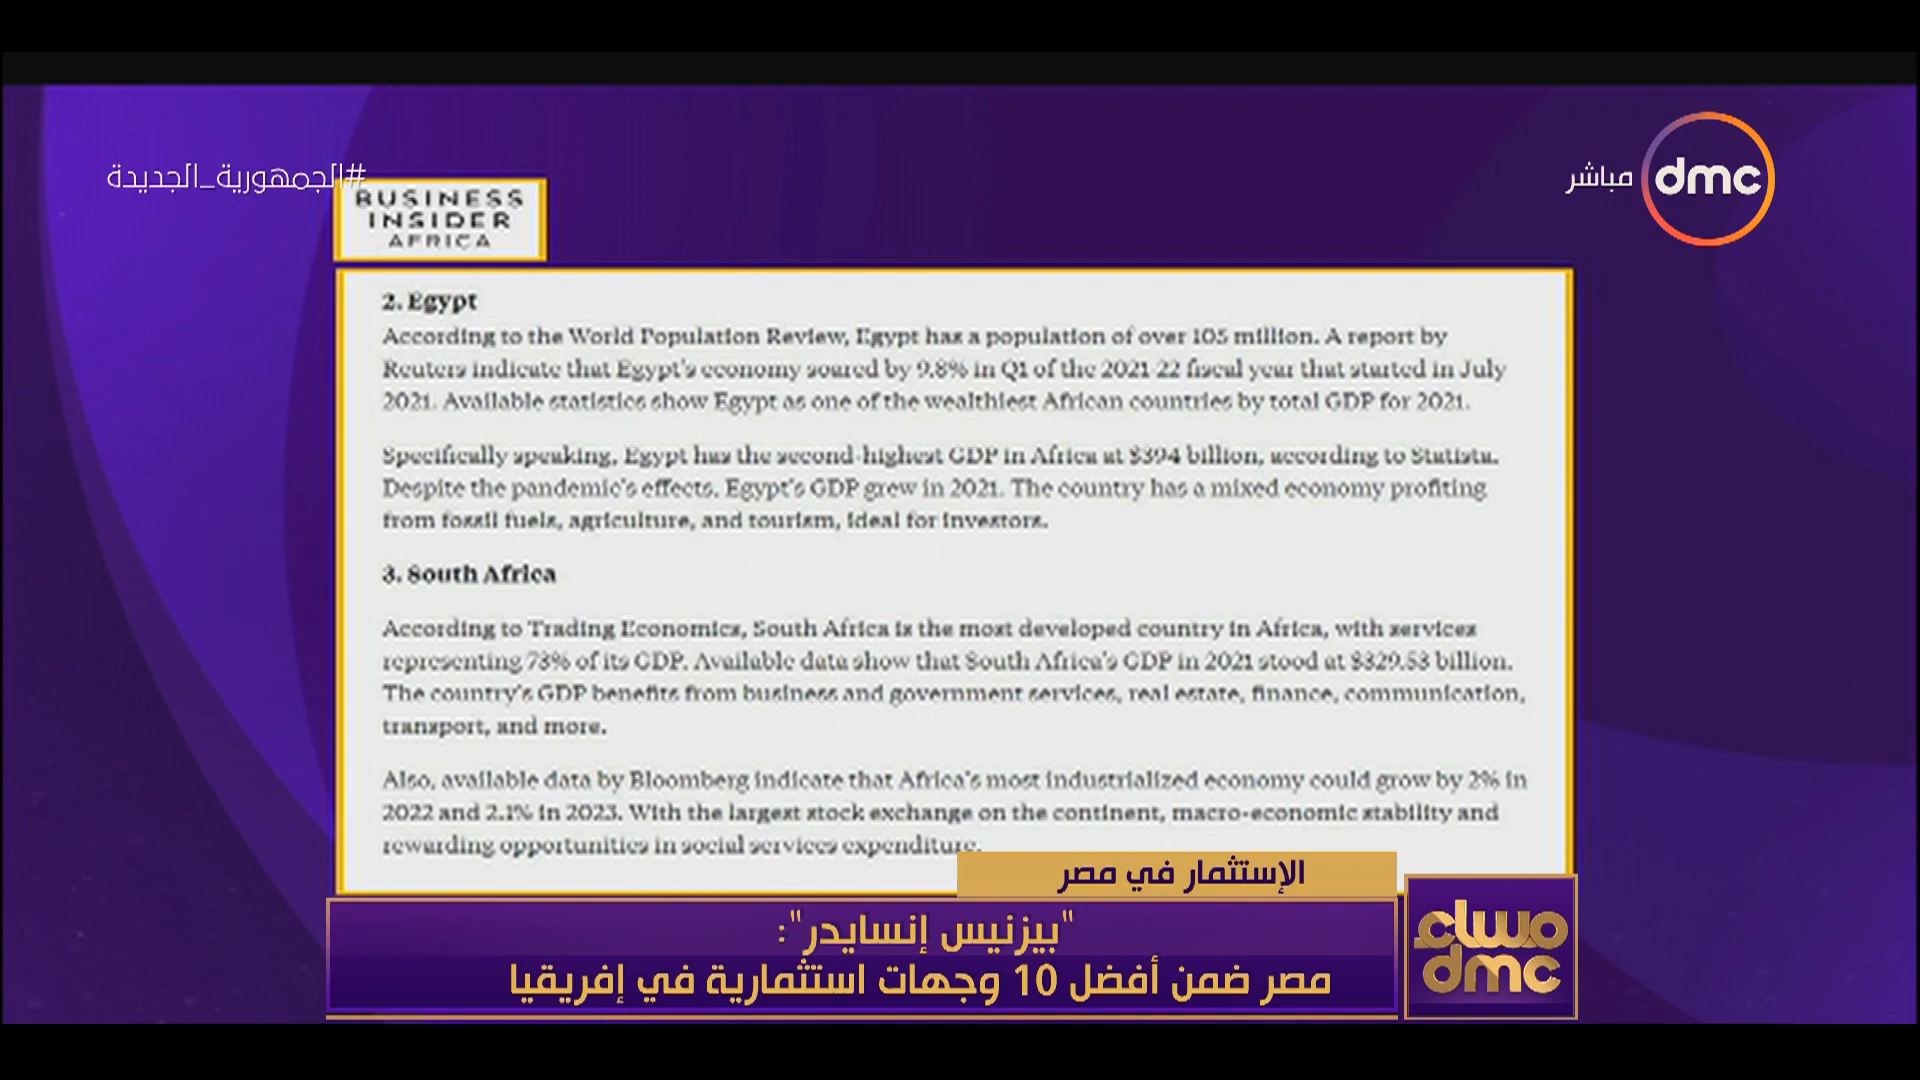 #الجمهورية_الجديدة
مباشر
dmc
BUSINESS
INSIDER
AFRICA
2. Egypt
According to the World Population Review, Egypt has a population of over 105 million. A report by
Reuters indicate that Egypt's economy soared by 9.8% in Q1 of the 2021-22 fiscal year that started in July
2021. Available statistics show Egypt as one of the wealthiest African countries by total GDP for 2021.
Specifically speaking, Egypt has the second-highest GDP in Africa at $394 billion, according to Statista.
Despite the pandemic's effects, Egypt's GDP grew in 2021. The country has a mixed economy profiting
from fossil fuels, agriculture, and tourism, ideal for investors.
3. South Africa
According to Trading Economics, South Africa is the most developed country in Africa, with services
representing 73% of its GDP. Available data show that South Africa's GDP in 2021 stood at $329.53 billion.
The country's GDP benefits from business and government services, real estate, finance, communication,
transport, and more.
Also, available data by Bloomberg indicate that Africa's most industrialized economy could grow by 2% in
2022 and 2.1% in 2023. With the largest stock exchange on the continent, macro-economic stability and
rewarding opportunities in social services expenditure.
الإستثمار في مصر
"بيزنيس إنسايدر":
مصر ضمن أفضل 10 وجهات استثمارية في إفريقيا
مساء
dmc